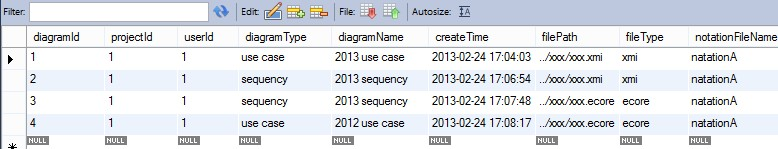 Filter: Edit: File: Autosize:
diagramId projectId userId diagramType diagramName createTime filePath fileType notationFileName
1 1 1 use case 2013 use case 2013-02-24 17:04:03 ../xxx/xxx.xmi xmi natationA
2 1 1 sequency 2013 sequency 2013-02-24 17:06:54 ../xxx/xxx.xmi xmi natationA
3 1 1 sequency 2013 sequency 2013-02-24 17:07:48 ../xxx/xxx.ecore ecore natationA
4 1 1 use case 2012 use case 2013-02-24 17:08:17 ../xxx/xxx.ecore ecore natationA
NULL NULL NULL NULL NULL NULL NULL NULL NULL